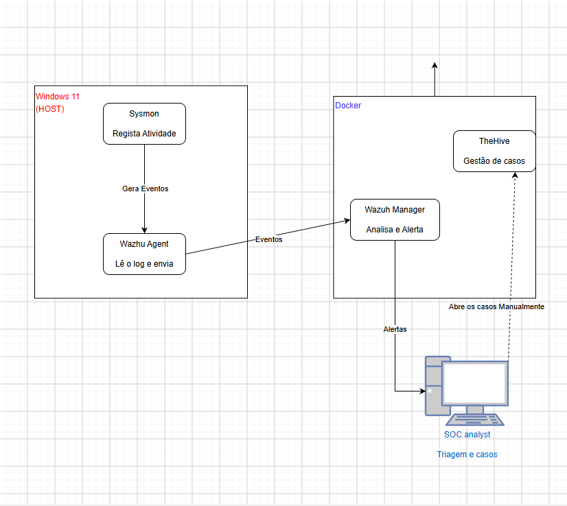 Windows 11
(HOST)
Sysmon
Regista Atividade
Gera Eventos
Wazhu Agent
Lê o log e envia
Eventos
Docker
TheHive
Gestão de casos
Wazuh Manager
Analisa e Alerta
Alertas
Abre os casos Manualmente
SOC analyst
Triagem e casos